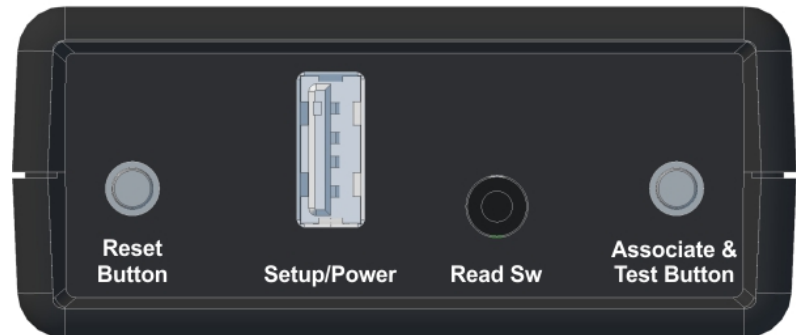 Reset
Button
Setup/Power
Read Sw
Associate &
Test Button